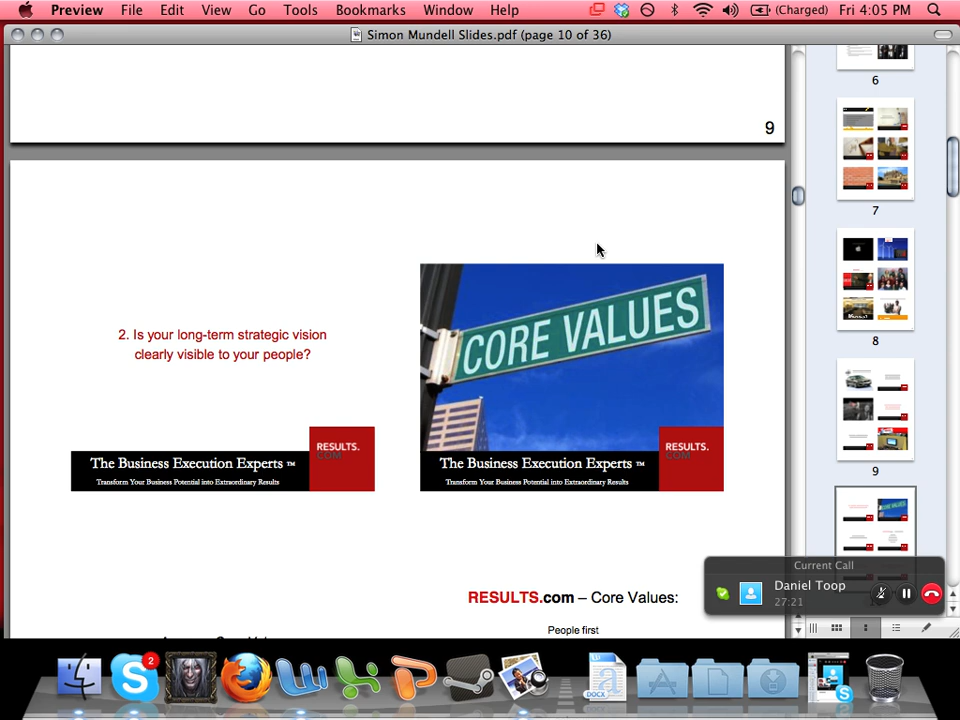 Preview File Edit View Go Tools Bookmarks Window Help (Charged) Fri 4:05 PM
Simon Mundell Slides.pdf (page 10 of 36)
9
2. Is your long-term strategic vision
clearly visible to your people?
RESULTS.
COM
The Business Execution Experts ™
Transform Your Business Potential into Extraordinary Results
CORE VALUES
RESULTS.
COM
The Business Execution Experts ™
Transform Your Business Potential into Extraordinary Results
RESULTS.com – Core Values:
People first
6
7
8
9
Current Call
Daniel Toop
27:21
2
DOCX